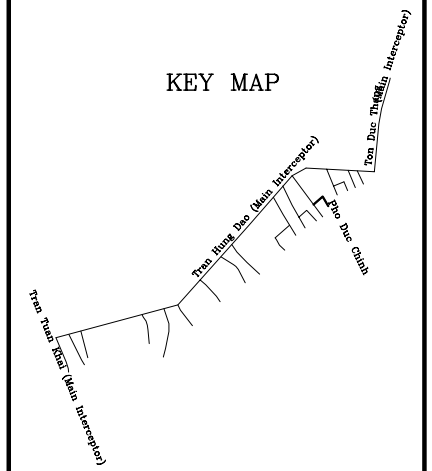 KEY MAP
Ton Duc Thang (Main Interceptor)
Tran Hung Dao (Main Interceptor)
Pho Duc Chinh
Tran Tuan Khai (Main Interceptor)